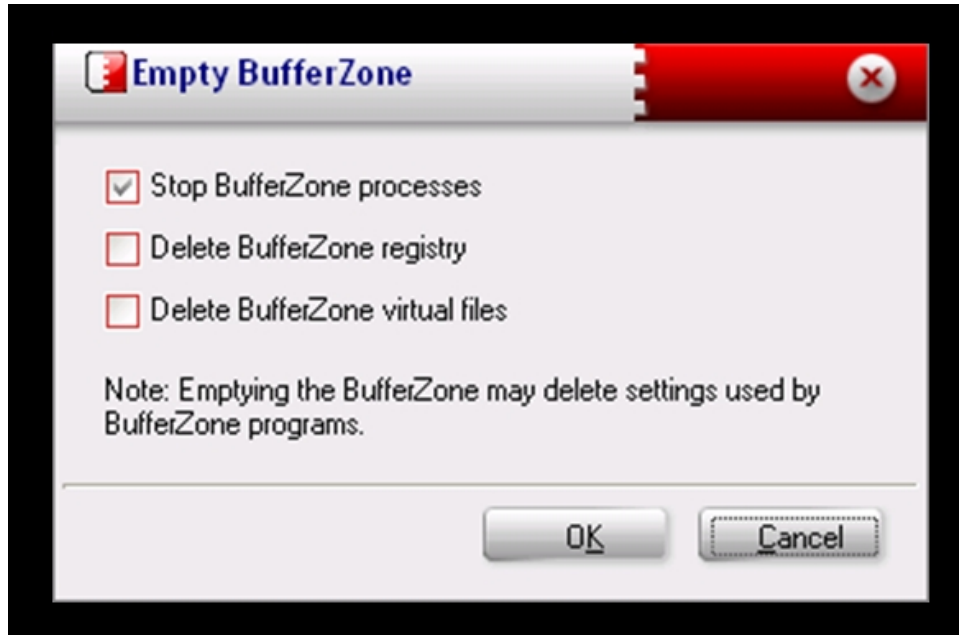 Empty BufferZone
Stop BufferZone processes
Delete BufferZone registry
Delete BufferZone virtual files
Note: Emptying the BufferZone may delete settings used by
BufferZone programs.
OK
Cancel